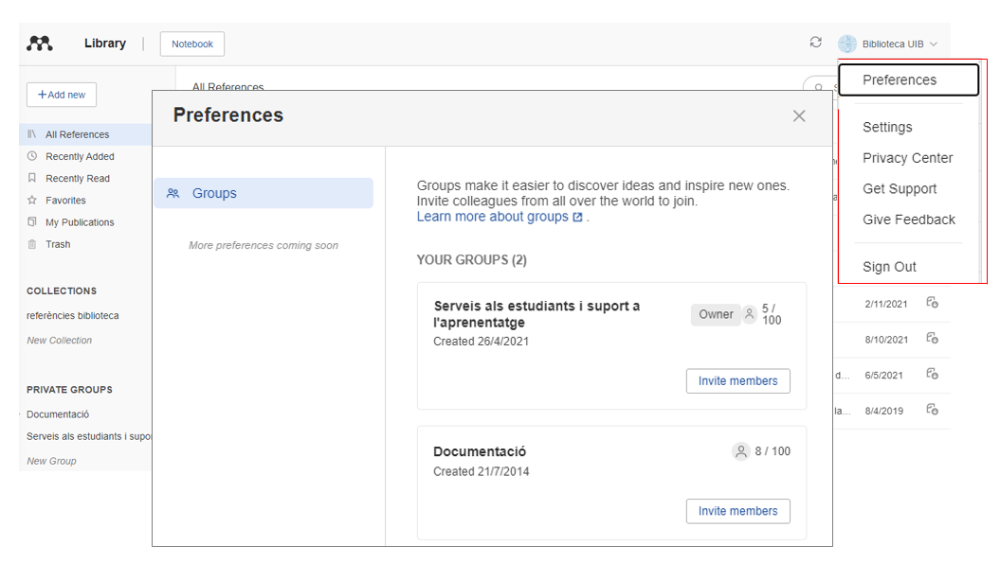 Library
Notebook
Biblioteca UIB
+Add new
All References
Recently Added
Recently Read
Favorites
My Publications
Trash
COLLECTIONS
referències biblioteca
New Collection
PRIVATE GROUPS
Documentació
Serveis als estudiants i supo
New Group
All References
Preferences
Groups
More preferences coming soon
Groups make it easier to discover ideas and inspire new ones.
Invite colleagues from all over the world to join.
Learn more about groups .
YOUR GROUPS (2)
Serveis als estudiants i suport a
l'aprenentatge
Created 26/4/2021
Owner
5 /
100
Invite members
Documentació
Created 21/7/2014
8 / 100
Invite members
Preferences
Settings
Privacy Center
Get Support
Give Feedback
Sign Out
2/11/2021
8/10/2021
d... 6/5/2021
la... 8/4/2019